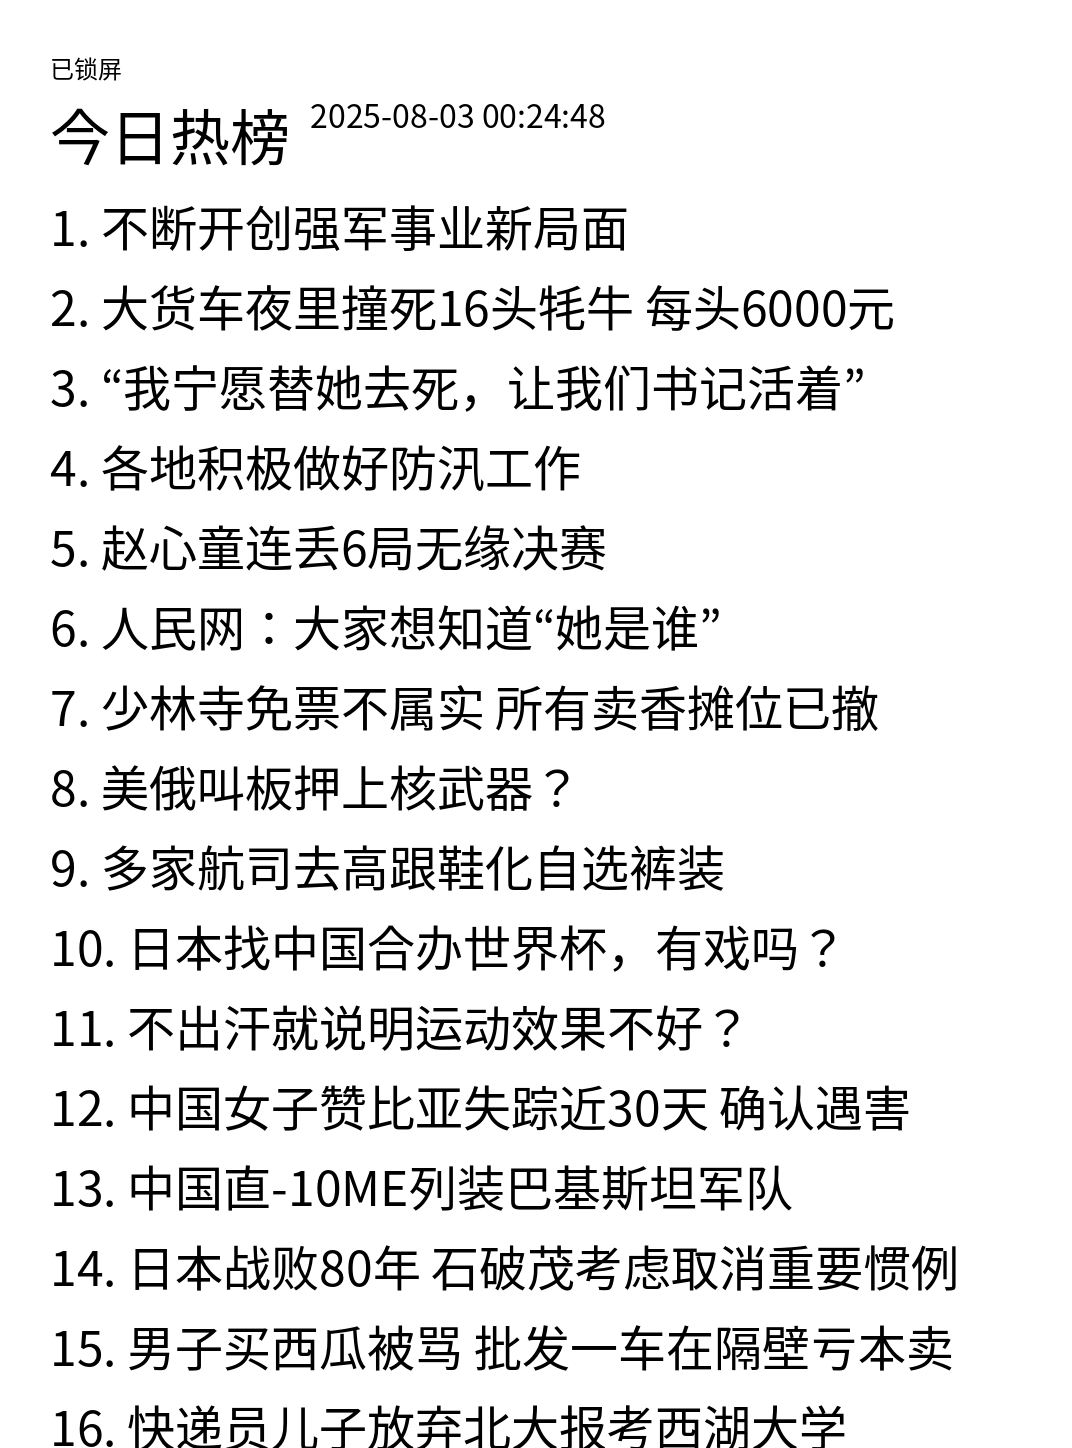 已锁屏
今日热榜 2025-08-03 00:24:48
1. 不断开创强军事业新局面
2. 大货车夜里撞死16头牦牛 每头6000元
3. “我宁愿替她去死，让我们书记活着”
4. 各地积极做好防汛工作
5. 赵心童连丢6局无缘决赛
6. 人民网：大家想知道“她是谁”
7. 少林寺免票不属实 所有卖香摊位已撤
8. 美俄叫板押上核武器？
9. 多家航司去高跟鞋化自选裤装
10. 日本找中国合办世界杯，有戏吗？
11. 不出汗就说明运动效果不好？
12. 中国女子赞比亚失踪近30天 确认遇害
13. 中国直-10ME列装巴基斯坦军队
14. 日本战败80年 石破茂考虑取消重要惯例
15. 男子买西瓜被骂 批发一车在隔壁亏本卖
16. 快递员儿子放弃北大报考西湖大学